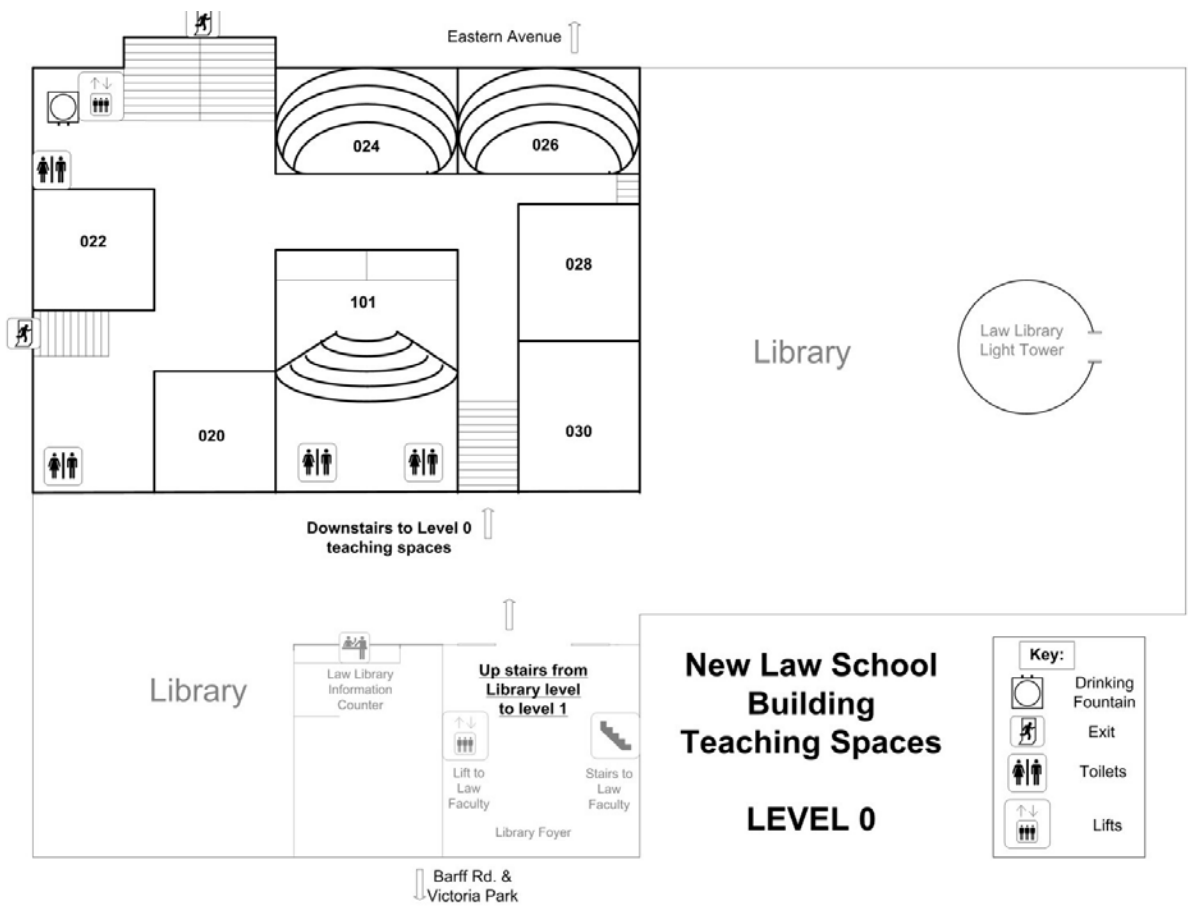 Eastern Avenue
024
026
022
028
101
Law Library
Light Tower
Library
020
030
Downstairs to Level 0
teaching spaces
Library
Law Library
Information
Counter
Up stairs from
Library level
to level 1
Lift to
Law
Faculty
Stairs to
Law
Faculty
Library Foyer
Barff Rd. &
Victoria Park
New Law School
Building
Teaching Spaces
LEVEL 0
Key:
Drinking
Fountain
Exit
Toilets
Lifts